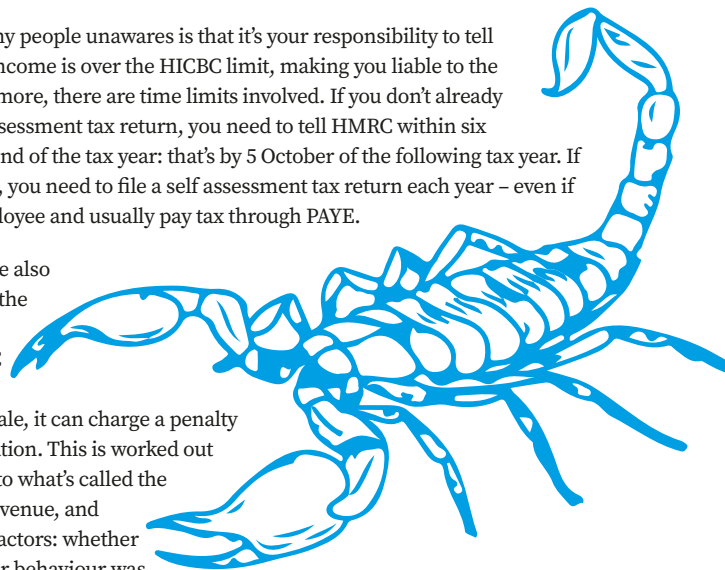 ny people unawares is that it’s your responsibility to tell
ncome is over the HICBC limit, making you liable to the
more, there are time limits involved. If you don’t already
ssessment tax return, you need to tell HMRC within six
nd of the tax year: that’s by 5 October of the following tax year. If
, you need to file a self assessment tax return each year – even if
ployee and usually pay tax through PAYE.
e also
the
ale, it can charge a penalty
tion. This is worked out
to what’s called the
venue, and
actors: whether
r behaviour was